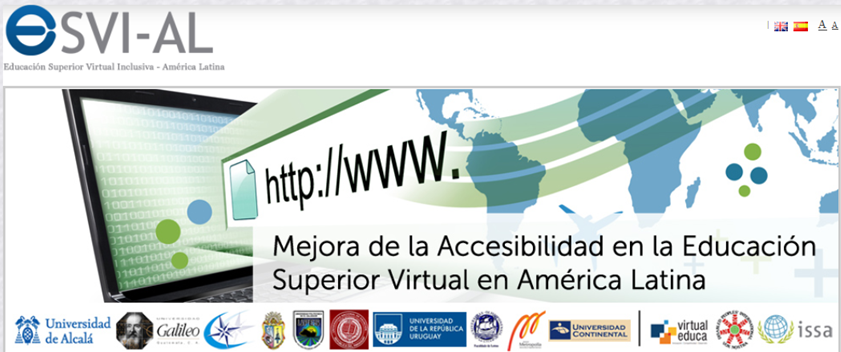 eSVI-AL
Educación Superior Virtual Inclusiva - América Latina
A A
http://www.
Mejora de la Accesibilidad en la Educación
Superior Virtual en América Latina
Universidad
de Alcalá
Galileo
UNIVERSIDAD
DE LA REPÚBLICA
URUGUAY
UNIVERSIDAD
CONTINENTAL
virtual
educa
issa